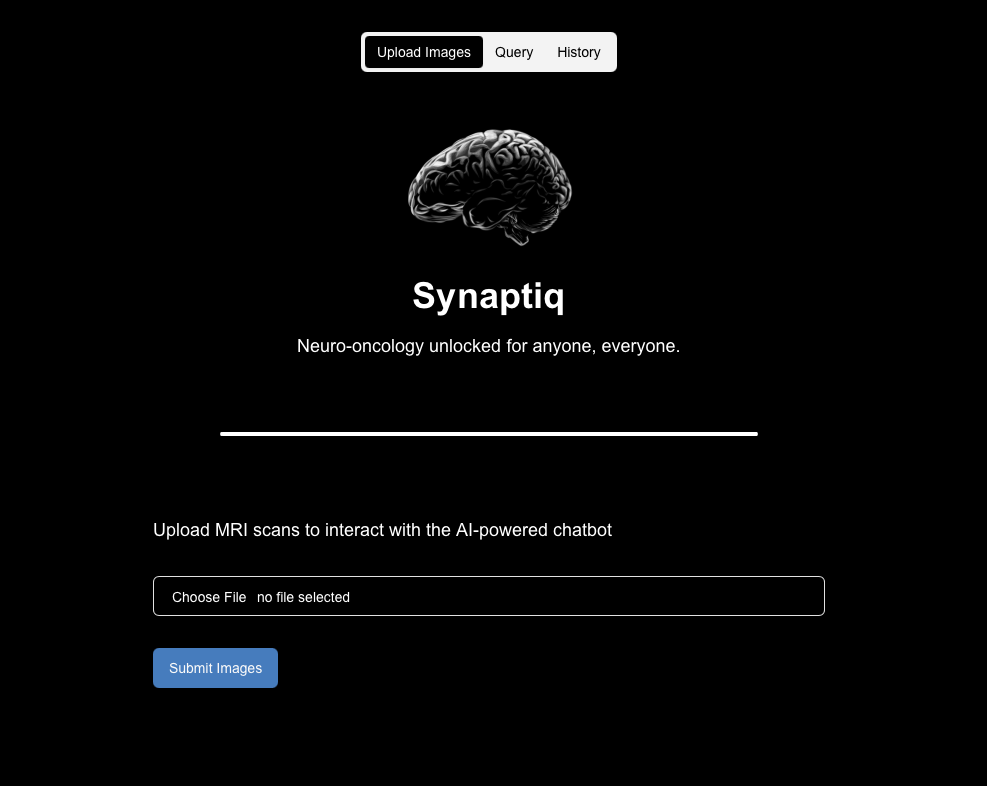 Upload Images Query History
Synaptiq
Neuro-oncology unlocked for anyone, everyone.
Upload MRI scans to interact with the AI-powered chatbot
Choose File no file selected
Submit Images